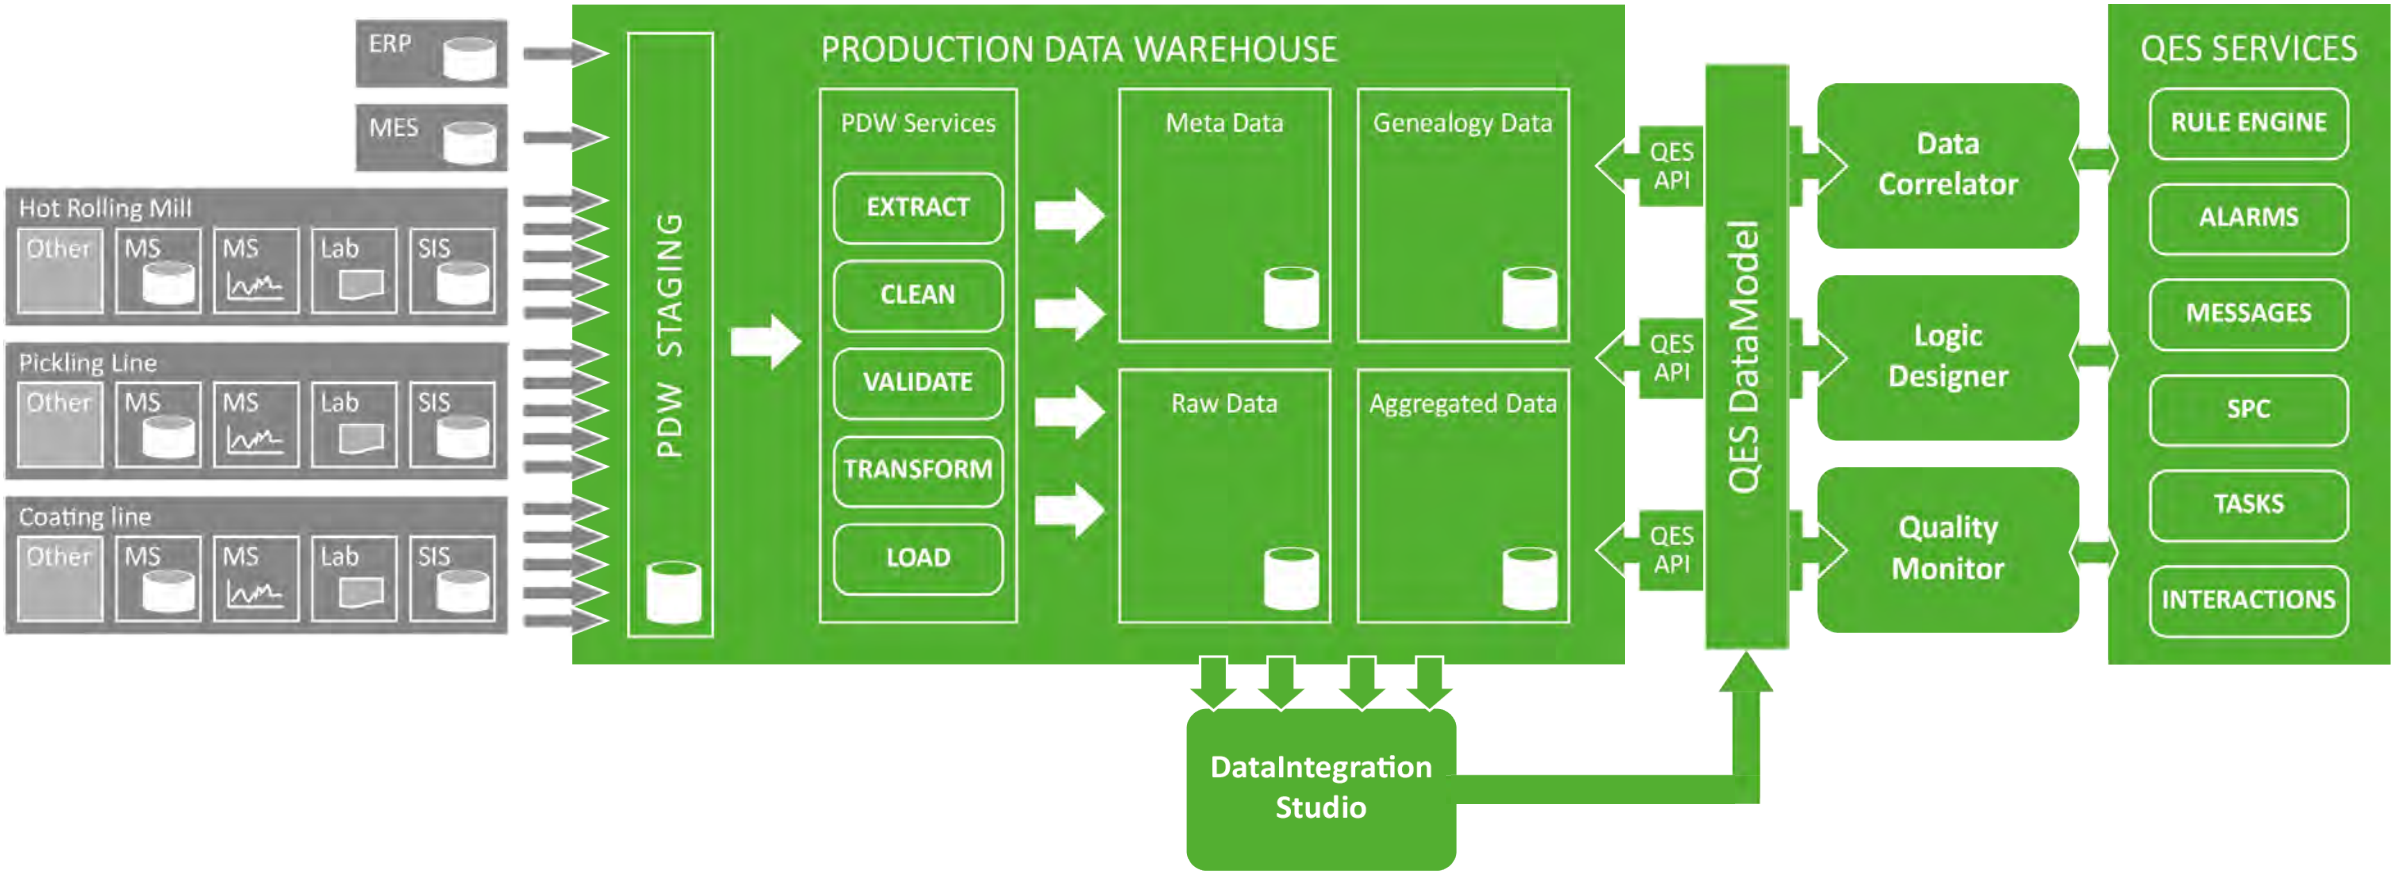 ERP
MES
Hot Rolling Mill
Other MS MS Lab SIS
Pickling Line
Other MS MS Lab SIS
Coating line
Other MS MS Lab SIS
PDW STAGING
PRODUCTION DATA WAREHOUSE
PDW Services
EXTRACT
CLEAN
VALIDATE
TRANSFORM
LOAD
Meta Data
Genealogy Data
Raw Data
Aggregated Data
DataIntegration
Studio
QES
API
QES
API
QES
API
QES DataModel
Data
Correlator
Logic
Designer
Quality
Monitor
QES SERVICES
RULE ENGINE
ALARMS
MESSAGES
SPC
TASKS
INTERACTIONS